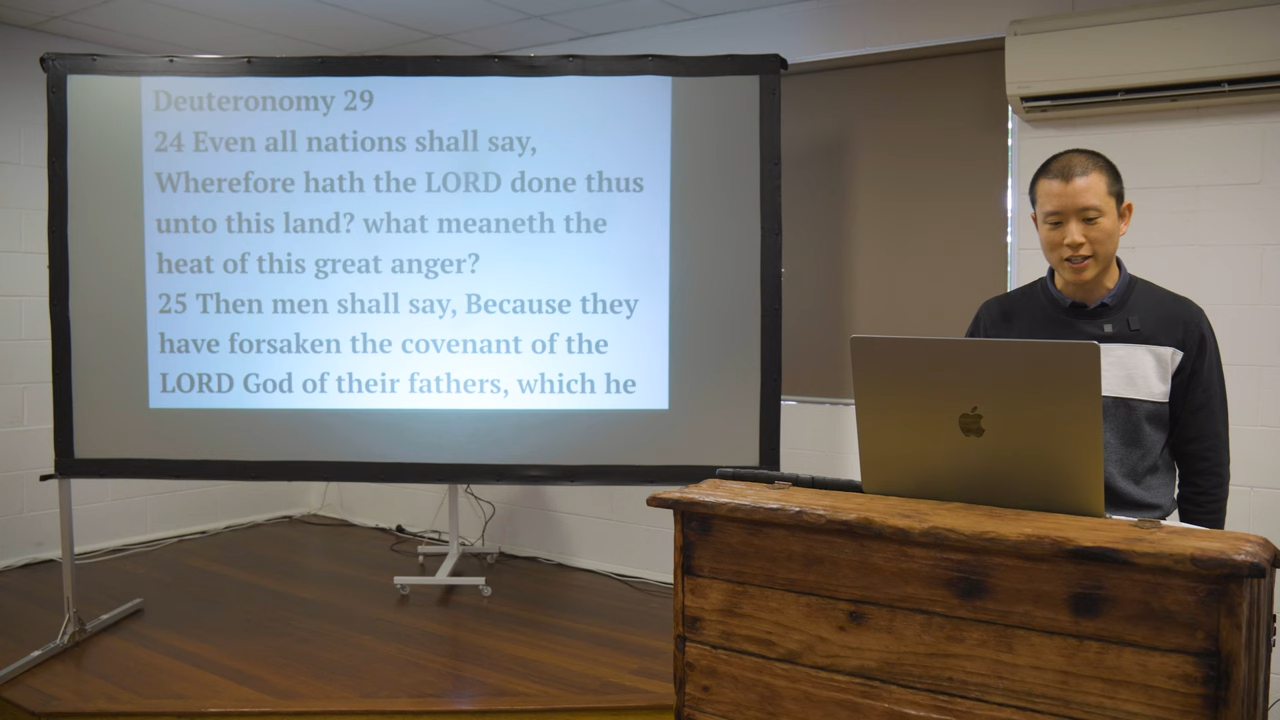 Deuteronomy 29
24 Even all nations shall say,
Wherefore hath the LORD done thus
unto this land? what meaneth the
heat of this great anger?
25 Then men shall say, Because they
have forsaken the covenant of the
LORD God of their fathers, which he